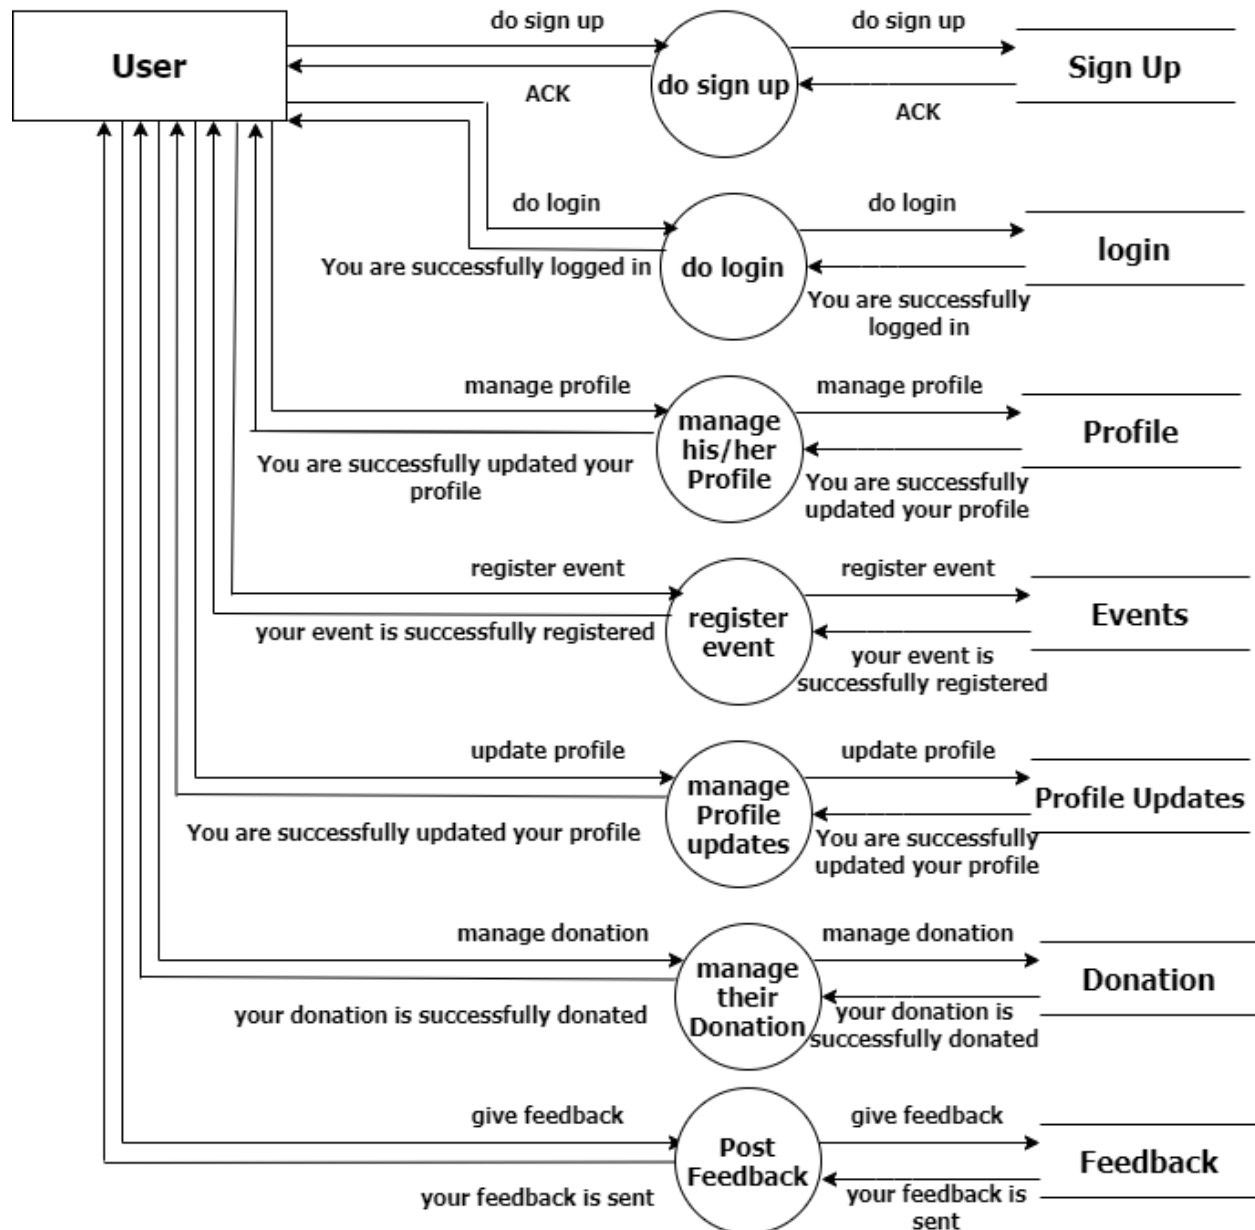 User
do sign up
do sign up
do sign up
Sign Up
ACK
ACK
do login
do login
do login
login
You are successfully logged in
You are successfully
logged in
manage profile
manage profile
manage
his/her
Profile
Profile
You are successfully updated your
profile
You are successfully
updated your profile
register event
register event
register
event
Events
your event is successfully registered
your event is
successfully registered
update profile
update profile
manage
Profile
updates
Profile Updates
You are successfully updated your profile
You are successfully
updated your profile
manage donation
manage donation
manage
their
Donation
Donation
your donation is successfully donated
your donation is
successfully donated
give feedback
give feedback
Post
Feedback
Feedback
your feedback is sent
your feedback is
sent